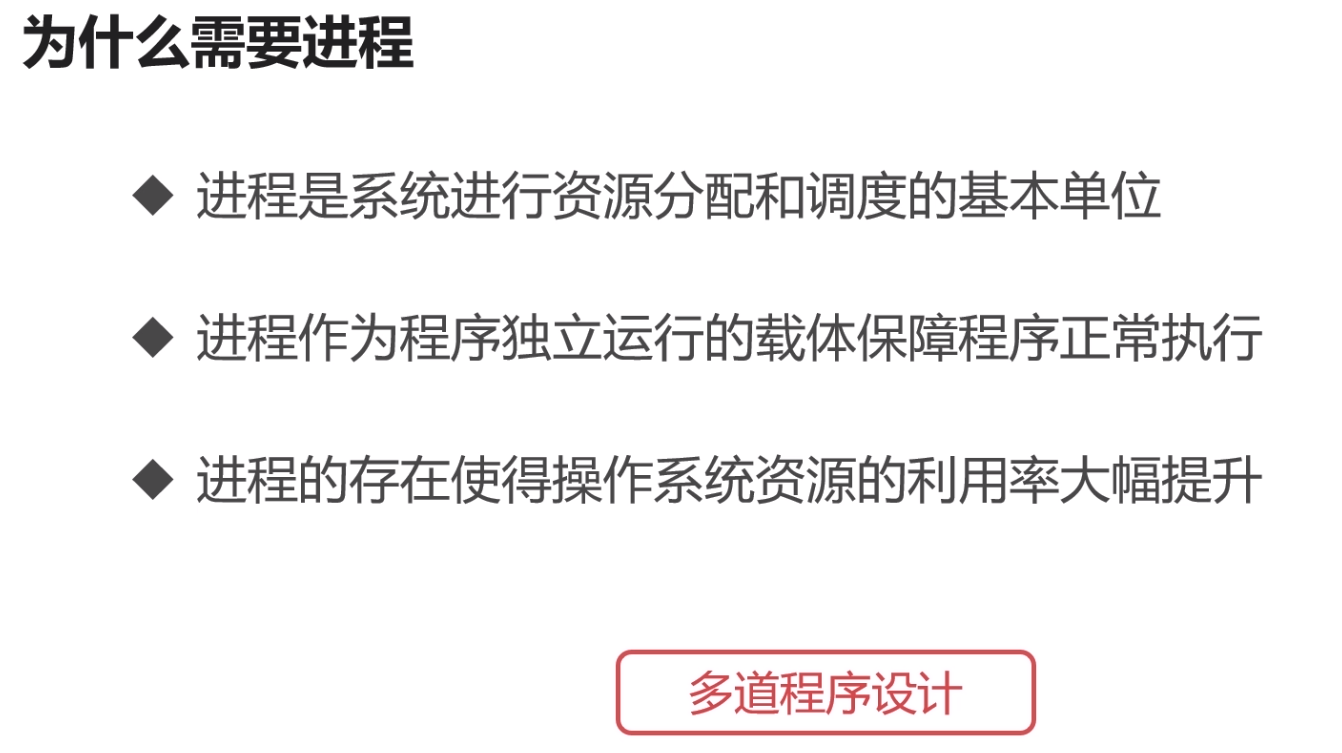 为什么需要进程
◆ 进程是系统进行资源分配和调度的基本单位
◆ 进程作为程序独立运行的载体保障程序正常执行
◆ 进程的存在使得操作系统资源的利用率大幅提升
多道程序设计